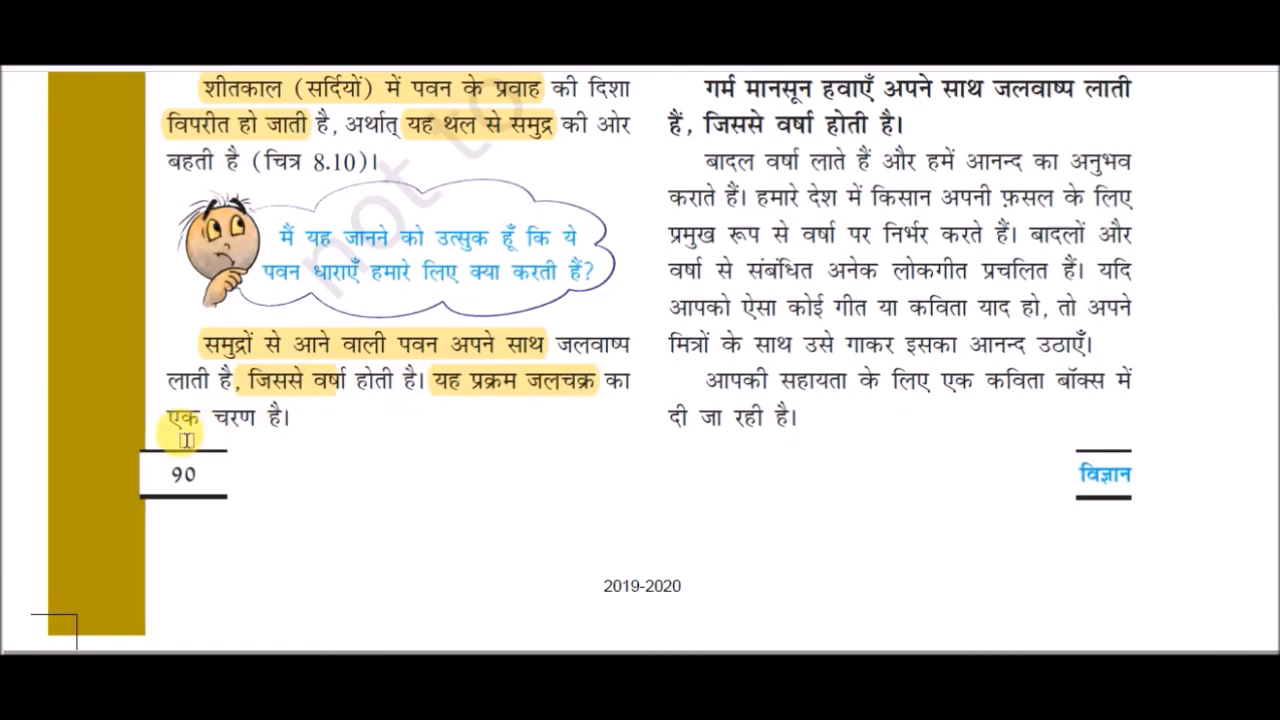 शीतकाल (सर्दियों) में पवन के प्रवाह की दिशा
विपरीत हो जाती है, अर्थात् यह थल से समुद्र की ओर
बहती है (चित्र 8.10)।
मैं यह जानने को उत्सुक हूँ कि ये
पवन धाराएँ हमारे लिए क्या करती हैं?
समुद्रों से आने वाली पवन अपने साथ जलवाष्प
लाती है, जिससे वर्षा होती है। यह प्रक्रम जलचक्र का
एक चरण है।
९०
गर्म मानसून हवाएँ अपने साथ जलवाष्प लाती
हैं, जिससे वर्षा होती है।
बादल वर्षा लाते हैं और हमें आनन्द का अनुभव
कराते हैं। हमारे देश में किसान अपनी फ़सल के लिए
प्रमुख रूप से वर्षा पर निर्भर करते हैं। बादलों और
वर्षा से संबंधित अनेक लोकगीत प्रचलित हैं। यदि
आपको ऐसा कोई गीत या कविता याद हो, तो अपने
मित्रों के साथ उसे गाकर इसका आनन्द उठाएँ।
आपकी सहायता के लिए एक कविता बॉक्स में
दी जा रही है।
विज्ञान
2019-2020
not to